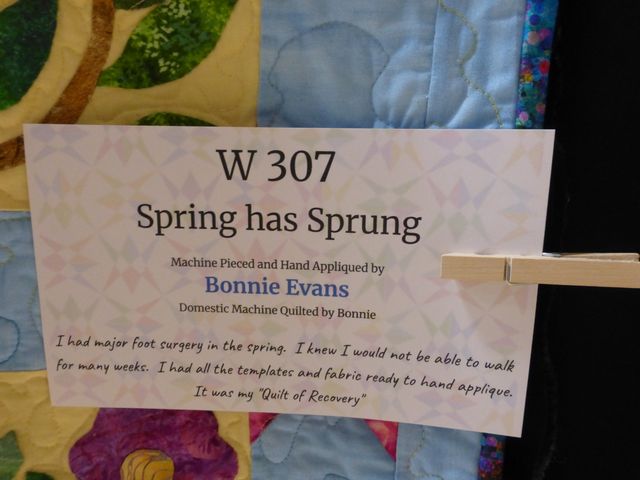 W 307
Spring has Sprung
Machine Pieced and Hand Appliqued by
Bonnie Evans
Domestic Machine Quilted by Bonnie
I had major foot surgery in the spring. I knew I would not be able to walk
for many weeks. I had all the templates and fabric ready to hand applique.
It was my "Quilt of Recovery"